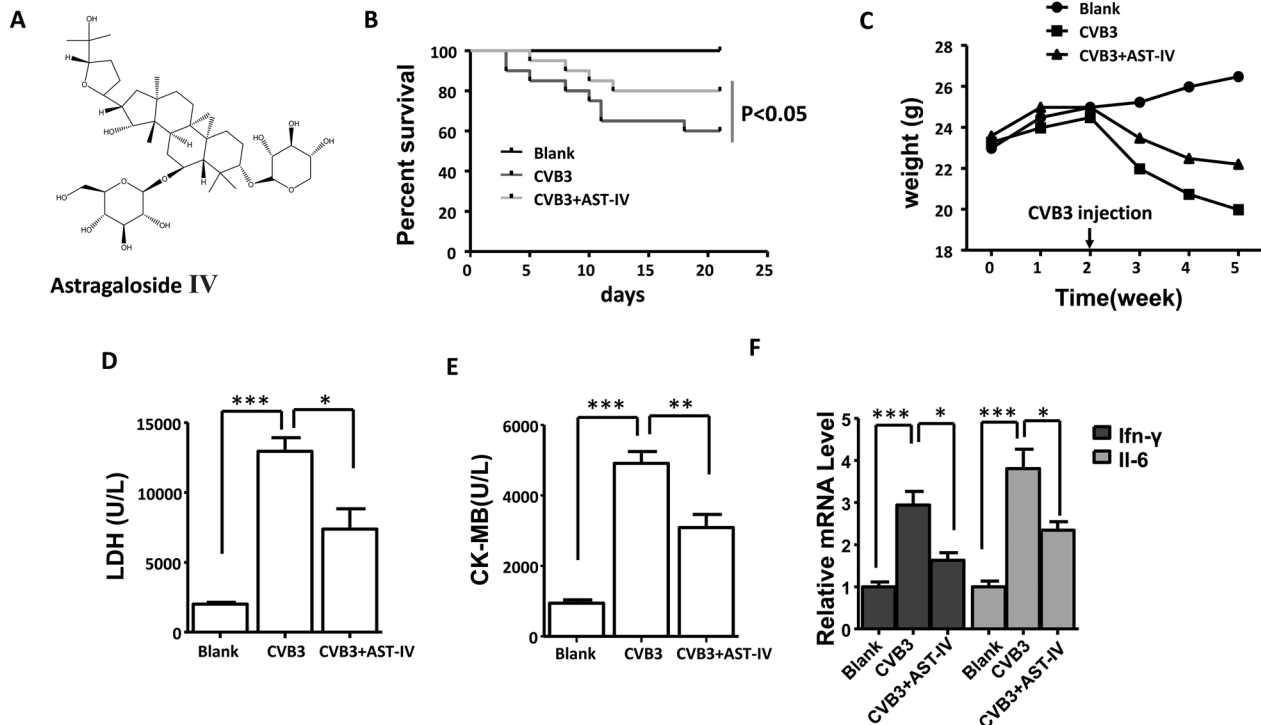 A
OH
H
O
H
HO
H
H
O
HO
O
HO
OH
OH
OH
O
OH
OH
OH
O
O
Astragaloside IV
B
Percent survival
100
80
60
40
20
0
0 5 10 15 20 25
days
P<0.05
Blank
CVB3
CVB3+AST-IV
C
Blank
CVB3
CVB3+AST-IV
weight (g)
28
26
24
22
20
18
CVB3 injection
0 1 2 3 4 5
Time(week)
D
*** *
LDH (U/L)
15000
10000
5000
0
Blank CVB3 CVB3+AST-IV
E
*** **
CK-MB(U/L)
6000
4000
2000
0
Blank CVB3 CVB3+AST-IV
F
*** * *** *
Relative mRNA Level
5
4
3
2
1
0
Blank CVB3 CVB3+AST-IV Blank CVB3 CVB3+AST-IV
Ifn-γ
Il-6